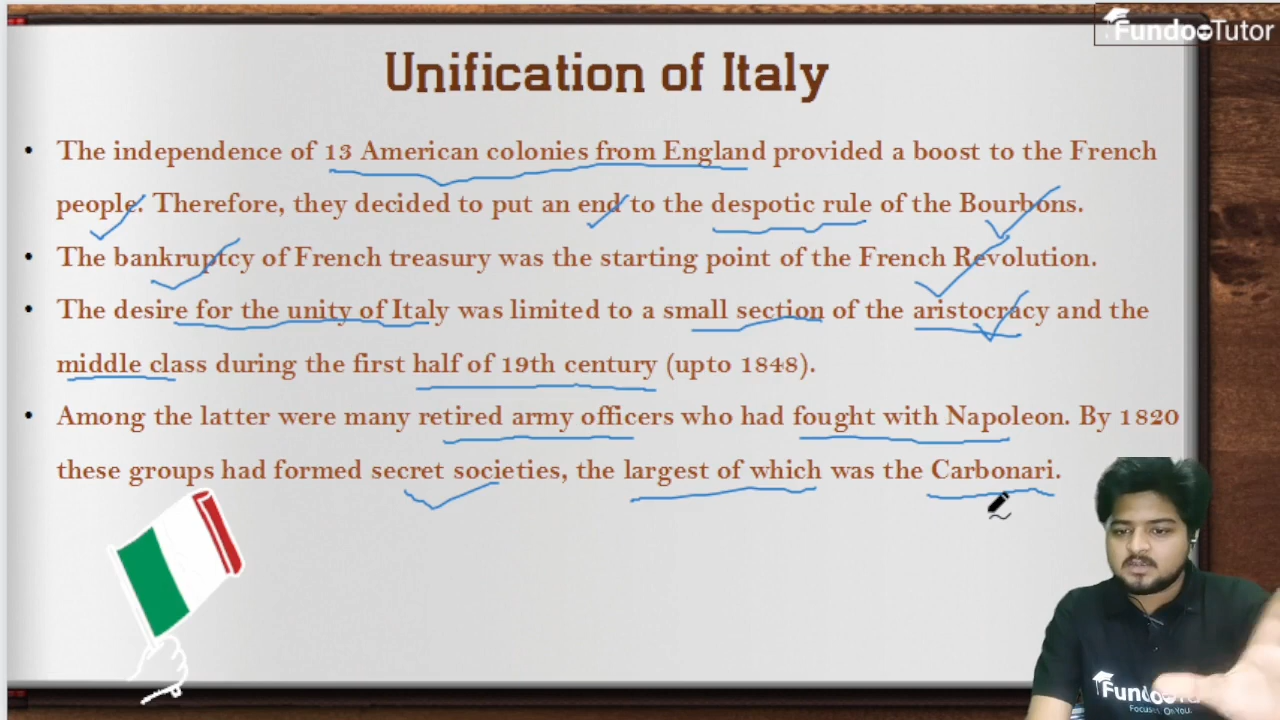 FundooTutor
Unification of Italy
• The independence of 13 American colonies from England provided a boost to the French
people. Therefore, they decided to put an end to the despotic rule of the Bourbons.
• The bankruptcy of French treasury was the starting point of the French Revolution.
• The desire for the unity of Italy was limited to a small section of the aristocracy and the
middle class during the first half of 19th century (upto 1848).
• Among the latter were many retired army officers who had fought with Napoleon. By 1820
these groups had formed secret societies, the largest of which was the Carbonari.